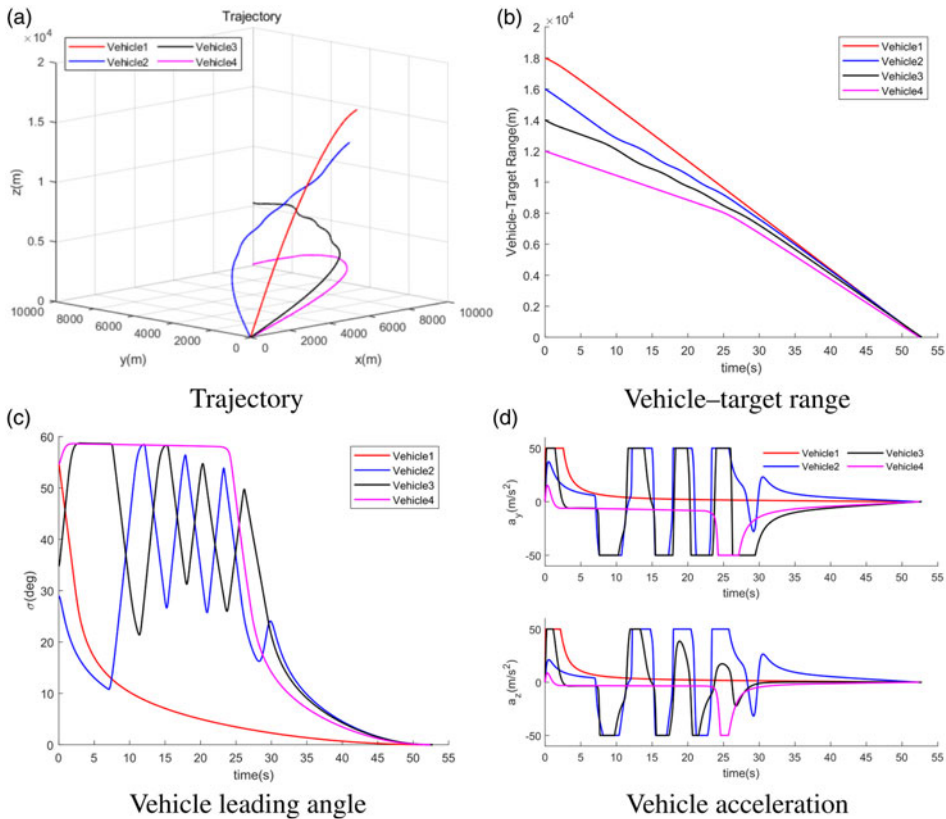 (a)
Trajectory
×10⁴
Vehicle1
Vehicle3
Vehicle2
Vehicle4
2
1.5
1
0.5
0
z(m)
10000
8000
6000
4000
2000
0
y(m)
0
2000
4000
6000
8000
10000
x(m)
Trajectory
(b)
×10⁴
2
1.8
1.6
1.4
1.2
1
0.8
0.6
0.4
0.2
0
Vehicle-Target Range(m)
Vehicle1
Vehicle2
Vehicle3
Vehicle4
0 5 10 15 20 25 30 35 40 45 50 55
time(s)
Vehicle–target range
(c)
60
50
40
30
20
10
0
σ(deg)
Vehicle1
Vehicle2
Vehicle3
Vehicle4
0 5 10 15 20 25 30 35 40 45 50 55
time(s)
Vehicle leading angle
(d)
50
0
-50
a_y(m/s²)
Vehicle1
Vehicle3
Vehicle2
Vehicle4
0 5 10 15 20 25 30 35 40 45 50 55
time(s)
50
0
-50
a_z(m/s²)
0 5 10 15 20 25 30 35 40 45 50 55
time(s)
Vehicle acceleration